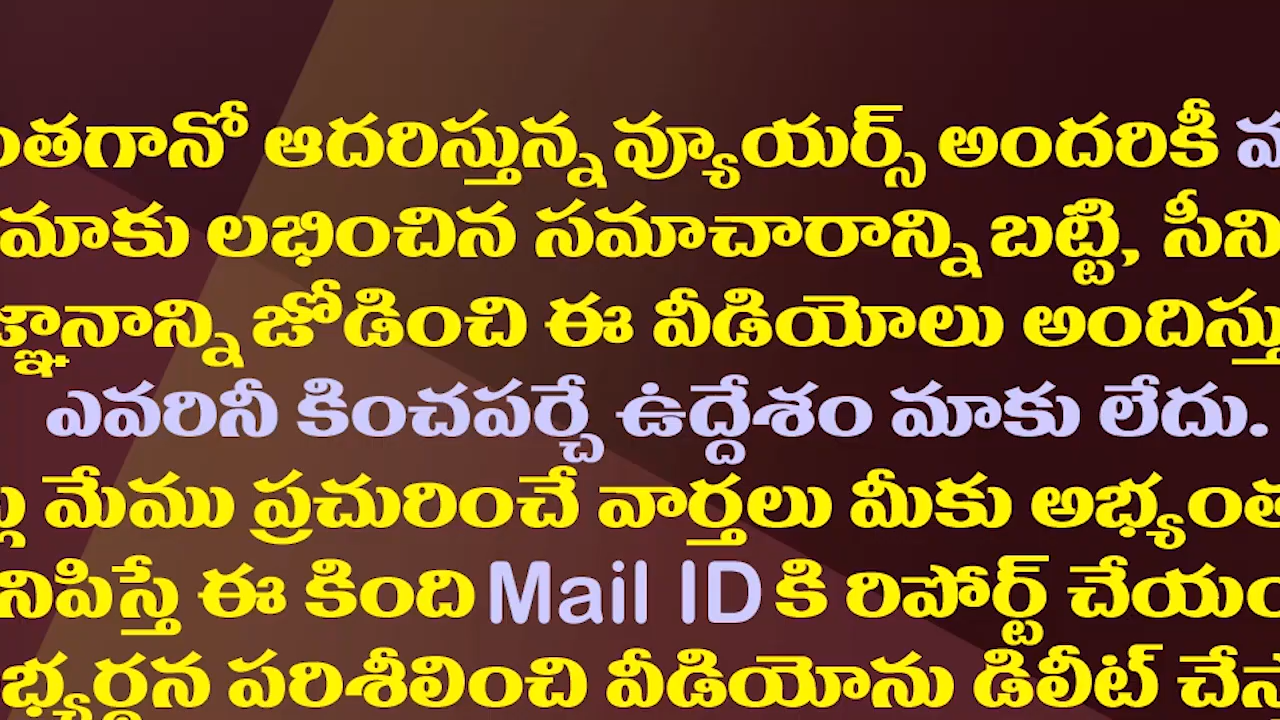 ంతగానో ఆదరిస్తున్న వ్యూయర్స్ అందరికీ
మాకు లభించిన సమాచారాన్ని బట్టి, సీని
జ్ఞానాన్ని జోడించి ఈ వీడియోలు అందిస్తు
ఎవరినీ కించపర్చే ఉద్దేశం మాకు లేదు.
మేము ప్రచురించే వార్తలు మీకు అభ్యంత
నిపిస్తే ఈ కింది Mail ID కి రిపోర్ట్ చేయం
భ్యర్థన పరిశీలించి వీడియోను డిలీట్ చేస